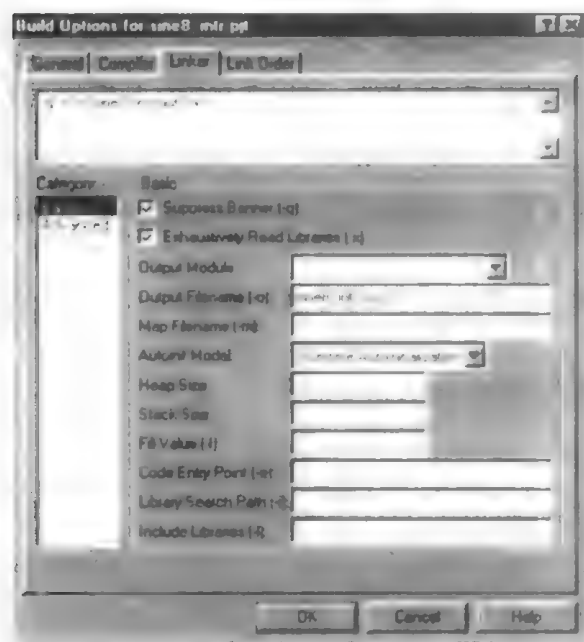 Build Options for sine8_intr.pjt
General Compiler Linker Link Order
Category: Basic
Suppress Banner (-q)
Exhaustively Read Libraries (-x)
Output Module
Output Filename (-o)
Map Filename (-m)
Autoinit Model
Heap Size
Stack Size
Fill Value (-f)
Code Entry Point (-e)
Library Search Path (-i)
Include Libraries (-l)
OK Cancel Help